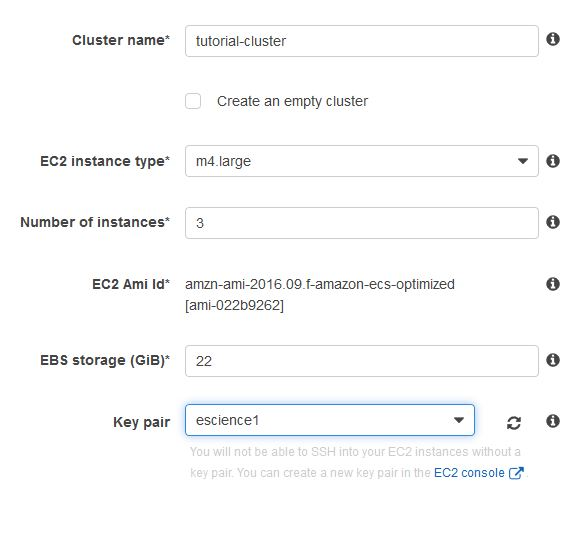 Cluster name* tutorial-cluster
Create an empty cluster
EC2 instance type* m4.large
Number of instances* 3
EC2 Ami Id* amzn-ami-2016.09.f-amazon-ecs-optimized
[ami-022b9262]
EBS storage (GiB)* 22
Key pair escience1
You will not be able to SSH into your EC2 instances without a
key pair. You can create a new key pair in the EC2 console .